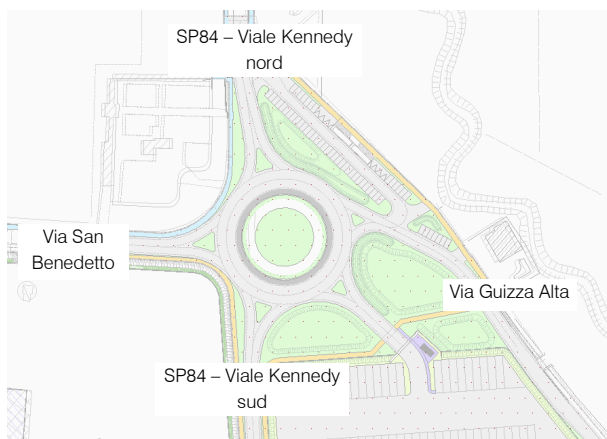 SP84 – Viale Kennedy
nord
Via San
Benedetto
Via Guizza Alta
SP84 – Viale Kennedy
sud